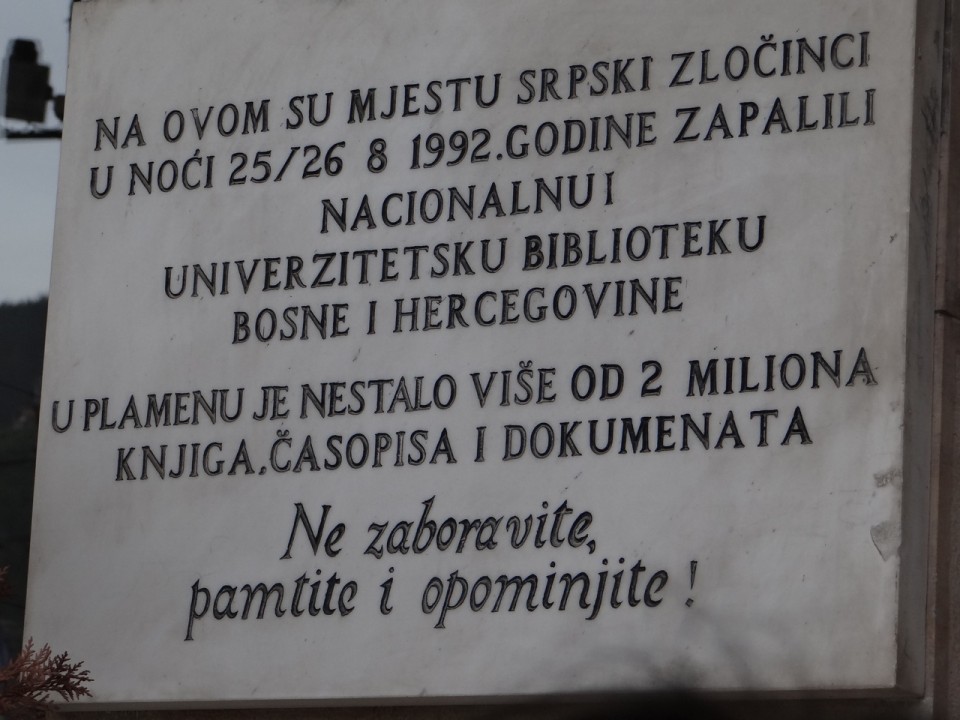 NA OVOM SU MJESTU SRPSKI ZLOČINCI
U NOĆI 25/26 8 1992.GODINE ZAPALILI
NACIONALNU I
UNIVERZITETSKU BIBLIOTEKU
BOSNE I HERCEGOVINE
U PLAMENU JE NESTALO VIŠE OD 2 MILIONA
KNJIGA,ČASOPISA I DOKUMENATA
Ne zaboravite,
pamtite i opominjite !